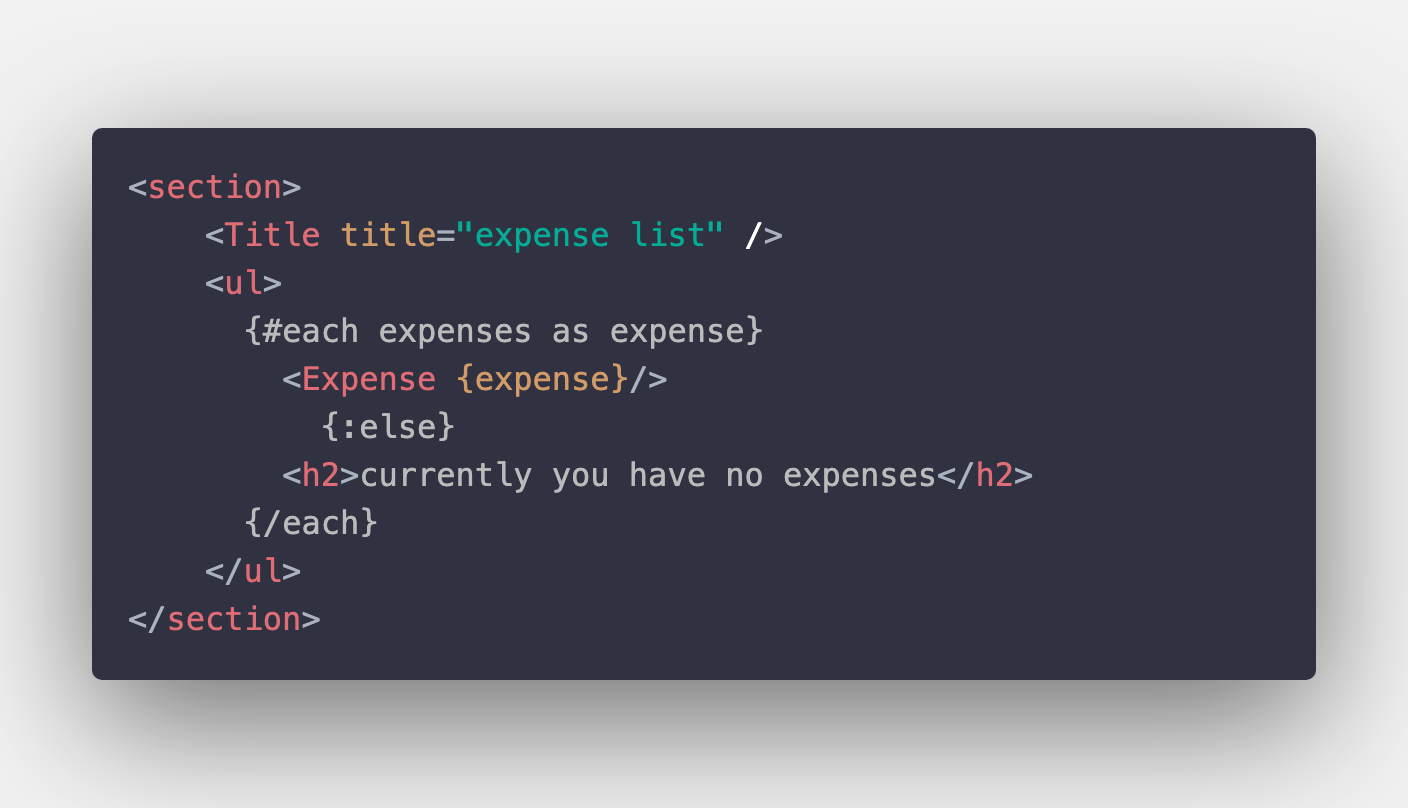 <section>
    <Title title="expense list" />
    <ul>
      {#each expenses as expense}
        <Expense {expense}/>
          {:else}
        <h2>currently you have no expenses</h2>
      {/each}
    </ul>
</section>